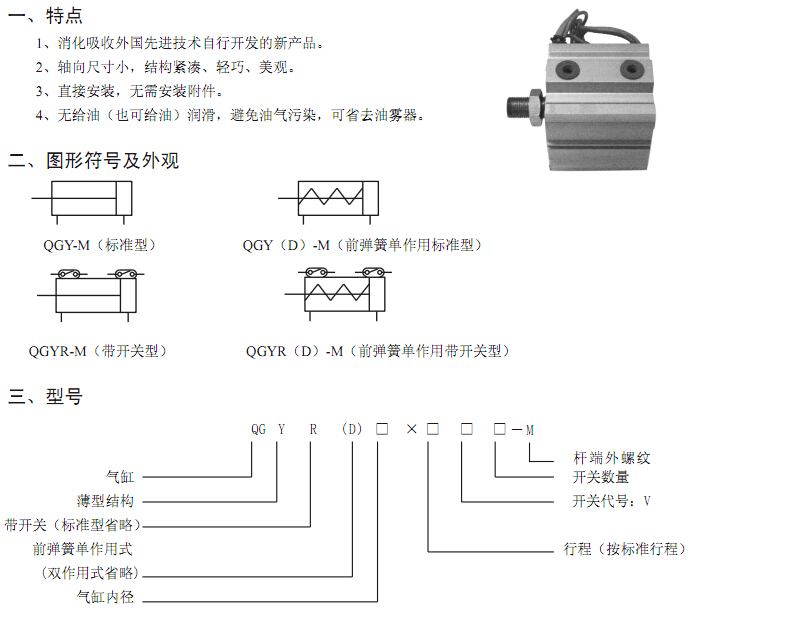 一、特点
1、消化吸收外国先进技术自行开发的新产品。
2、轴向尺寸小，结构紧凑、轻巧、美观。
3、直接安装，无需安装附件。
4、无给油（也可给油）润滑，避免油气污染，可省去油雾器。
二、图形符号及外观
QGY-M（标准型）
QGY（D）-M（前弹簧单作用标准型）
QGYR-M（带开关型）
QGYR（D）-M（前弹簧单作用带开关型）
三、型号
QG Y R (D) □ × □ □ □ — M
杆端外螺纹
气缸
开关数量
薄型结构
开关代号：V
带开关（标准型省略）
前弹簧单作用式
行程（按标准行程）
(双作用式省略)
气缸内径